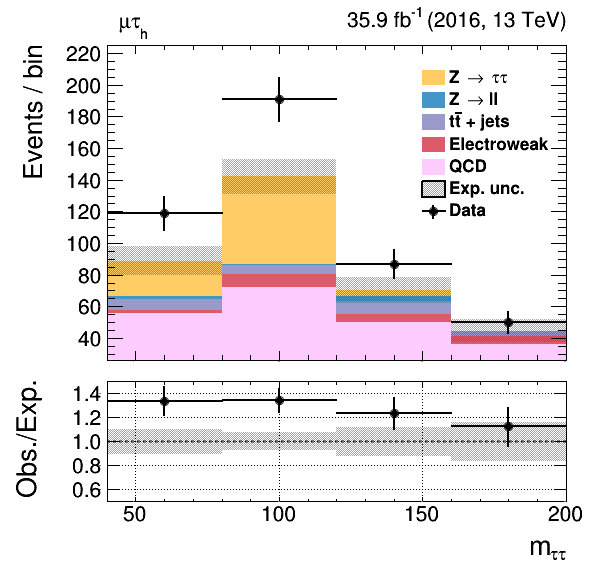 μτh 35.9 fb-1 (2016, 13 TeV)
Events / bin
220
200
180
160
140
120
100
80
60
40
Z → ττ
Z → ll
tt̄ + jets
Electroweak
QCD
Exp. unc.
Data
Obs./Exp.
1.4
1.2
1.0
0.8
0.6
50 100 150 200
mττ